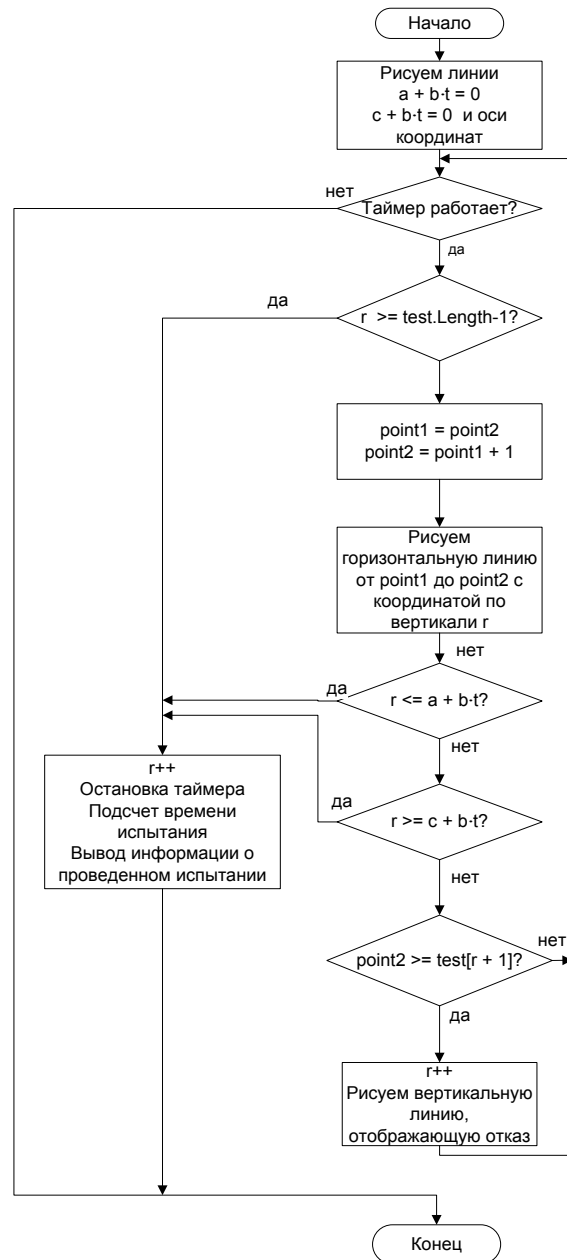 Начало
Рисуем линии
a + b·t = 0
c + b·t = 0 и оси
координат
нет
Таймер работает?
да
да
r >= test.Length-1?
point1 = point2
point2 = point1 + 1
Рисуем
горизонтальную линию
от point1 до point2 с
координатой по
вертикали r
нет
да
r <= a + b·t?
нет
r++
Остановка таймера
Подсчет времени
испытания
Вывод информации о
проведенном испытании
да
r >= c + b·t?
нет
point2 >= test[r + 1]?
нет
да
r++
Рисуем вертикальную
линию,
отображающую отказ
Конец